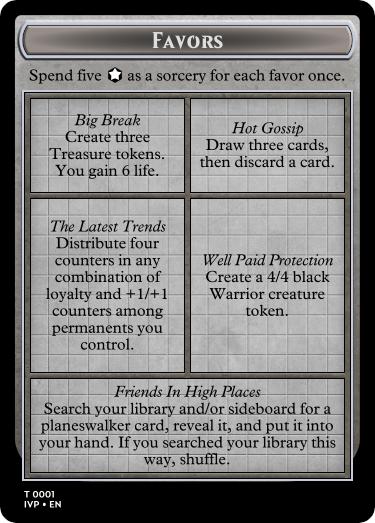 FAVORS
Spend five as a sorcery for each favor once.
Big Break
Create three
Treasure tokens.
You gain 6 life.
Hot Gossip
Draw three cards,
then discard a card.
The Latest Trends
Distribute four
counters in any
combination of
loyalty and +1/+1
counters among
permanents you
control.
Well Paid Protection
Create a 4/4 black
Warrior creature
token.
Friends In High Places
Search your library and/or sideboard for a
planeswalker card, reveal it, and put it into
your hand. If you searched your library this
way, shuffle.
T 0001
IVP • EN